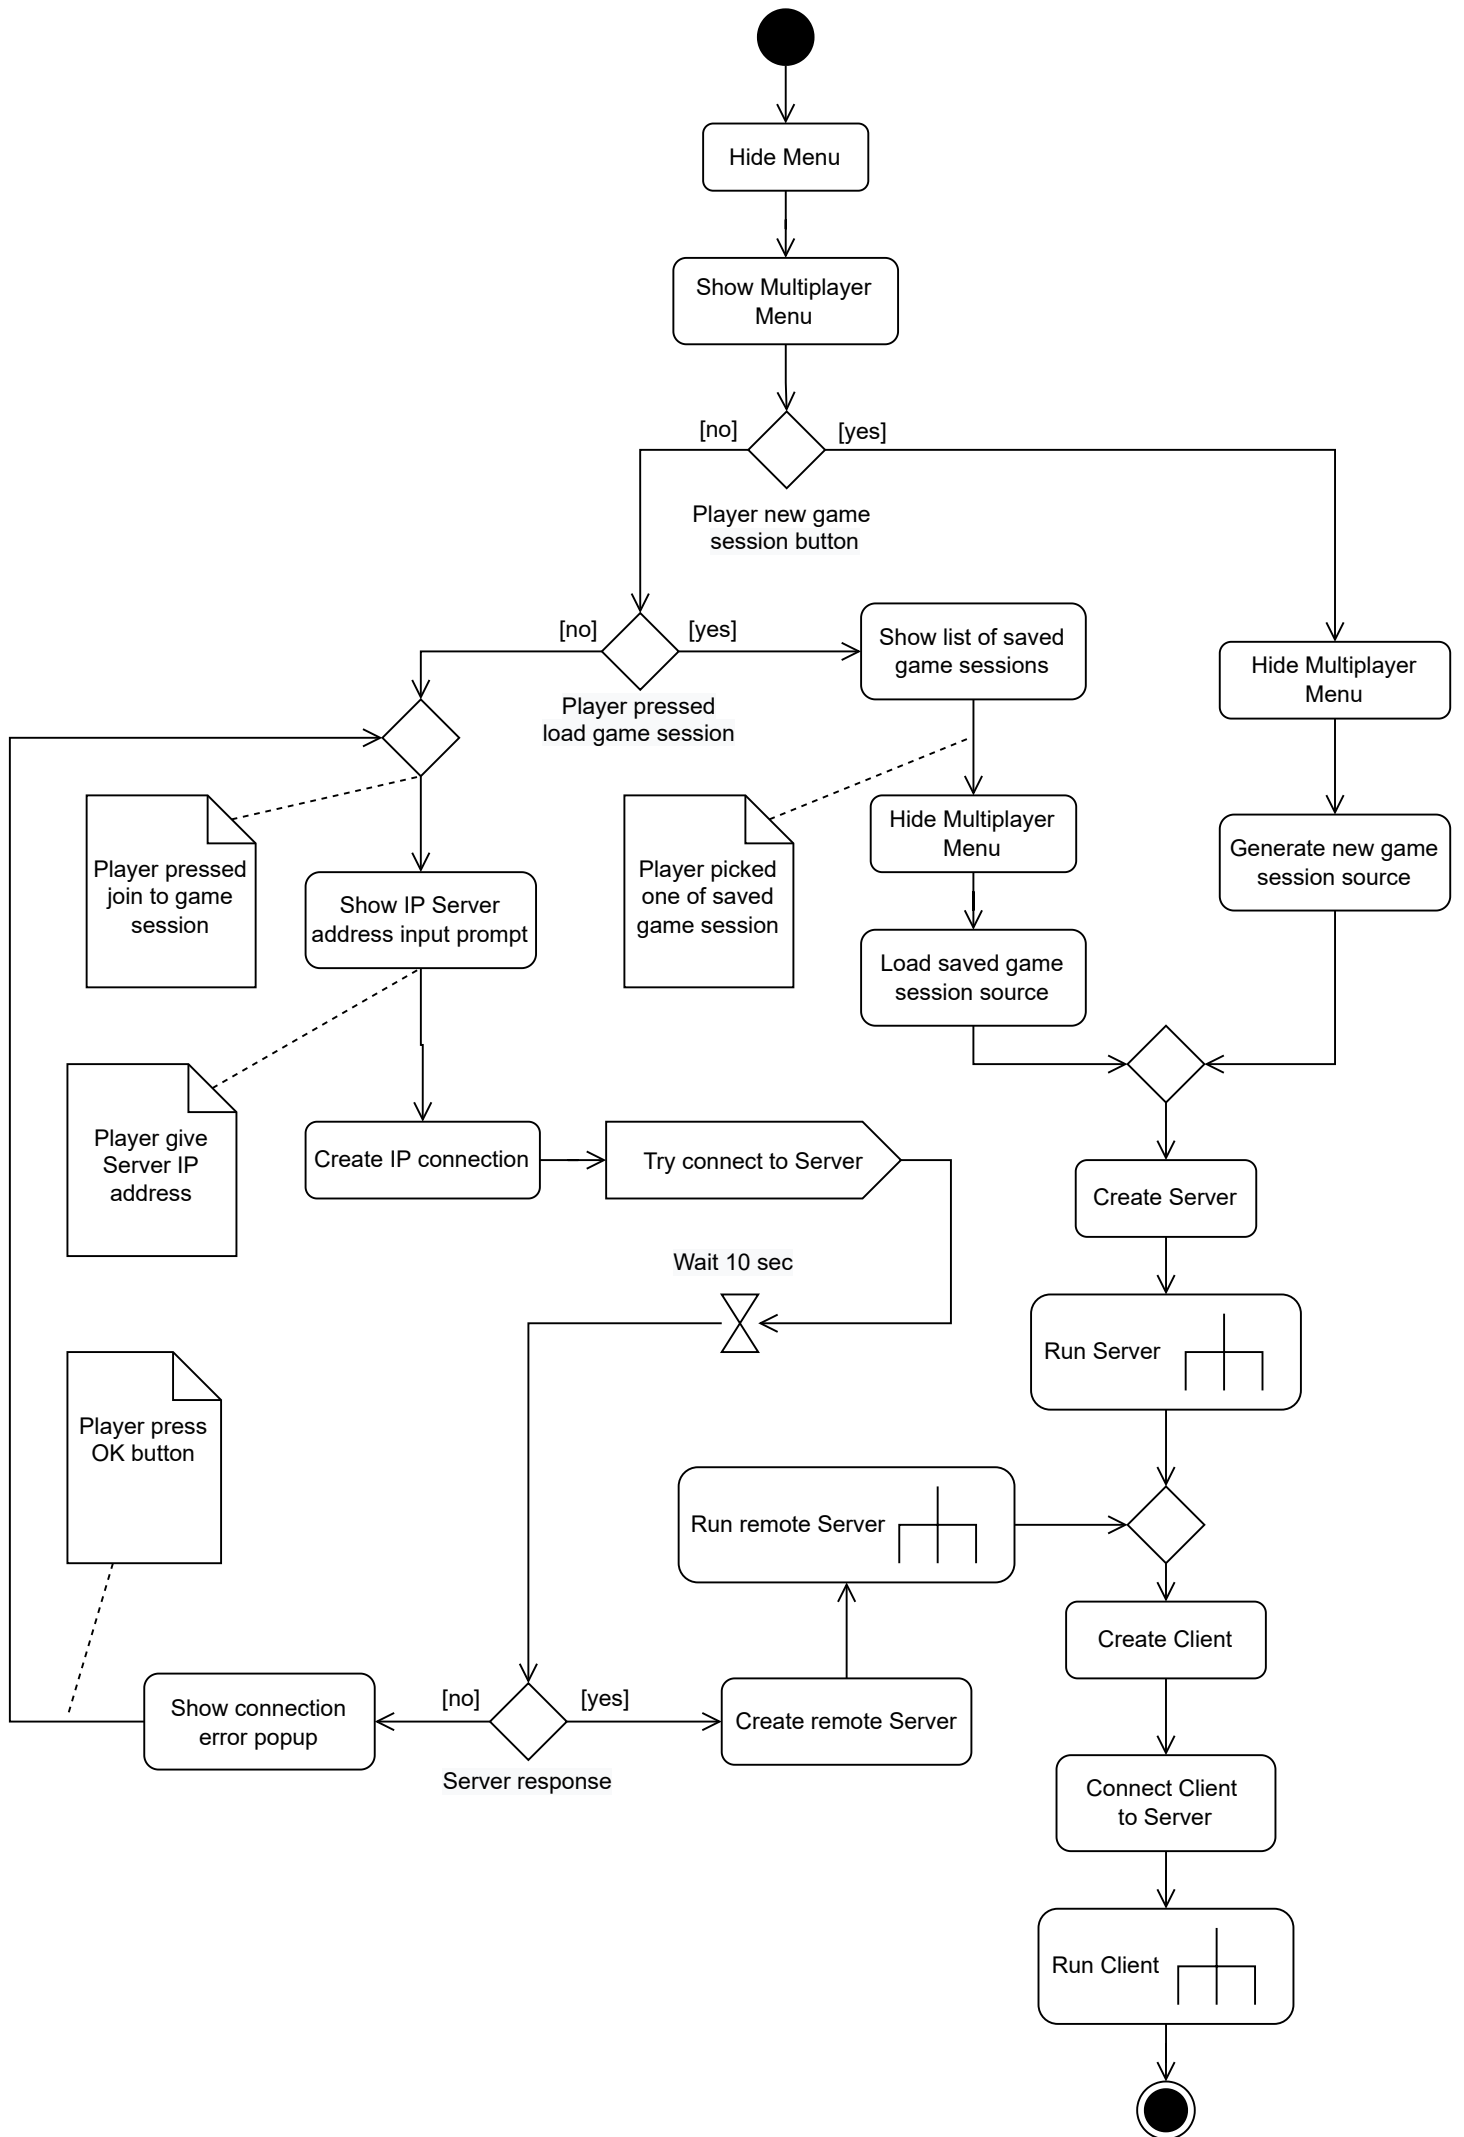 Hide Menu
Show Multiplayer
Menu
[no]
[yes]
Player new game
session button
[no]
[yes]
Player pressed
load game session
Show list of saved
game sessions
Hide Multiplayer
Menu
Player pressed
join to game
session
Show IP Server
address input prompt
Player picked
one of saved
game session
Hide Multiplayer
Menu
Generate new game
session source
Load saved game
session source
Player give
Server IP
address
Create IP connection
Try connect to Server
Create Server
Wait 10 sec
Run Server
Player press
OK button
Run remote Server
Create Client
Show connection
error popup
[no]
[yes]
Server response
Create remote Server
Connect Client
to Server
Run Client